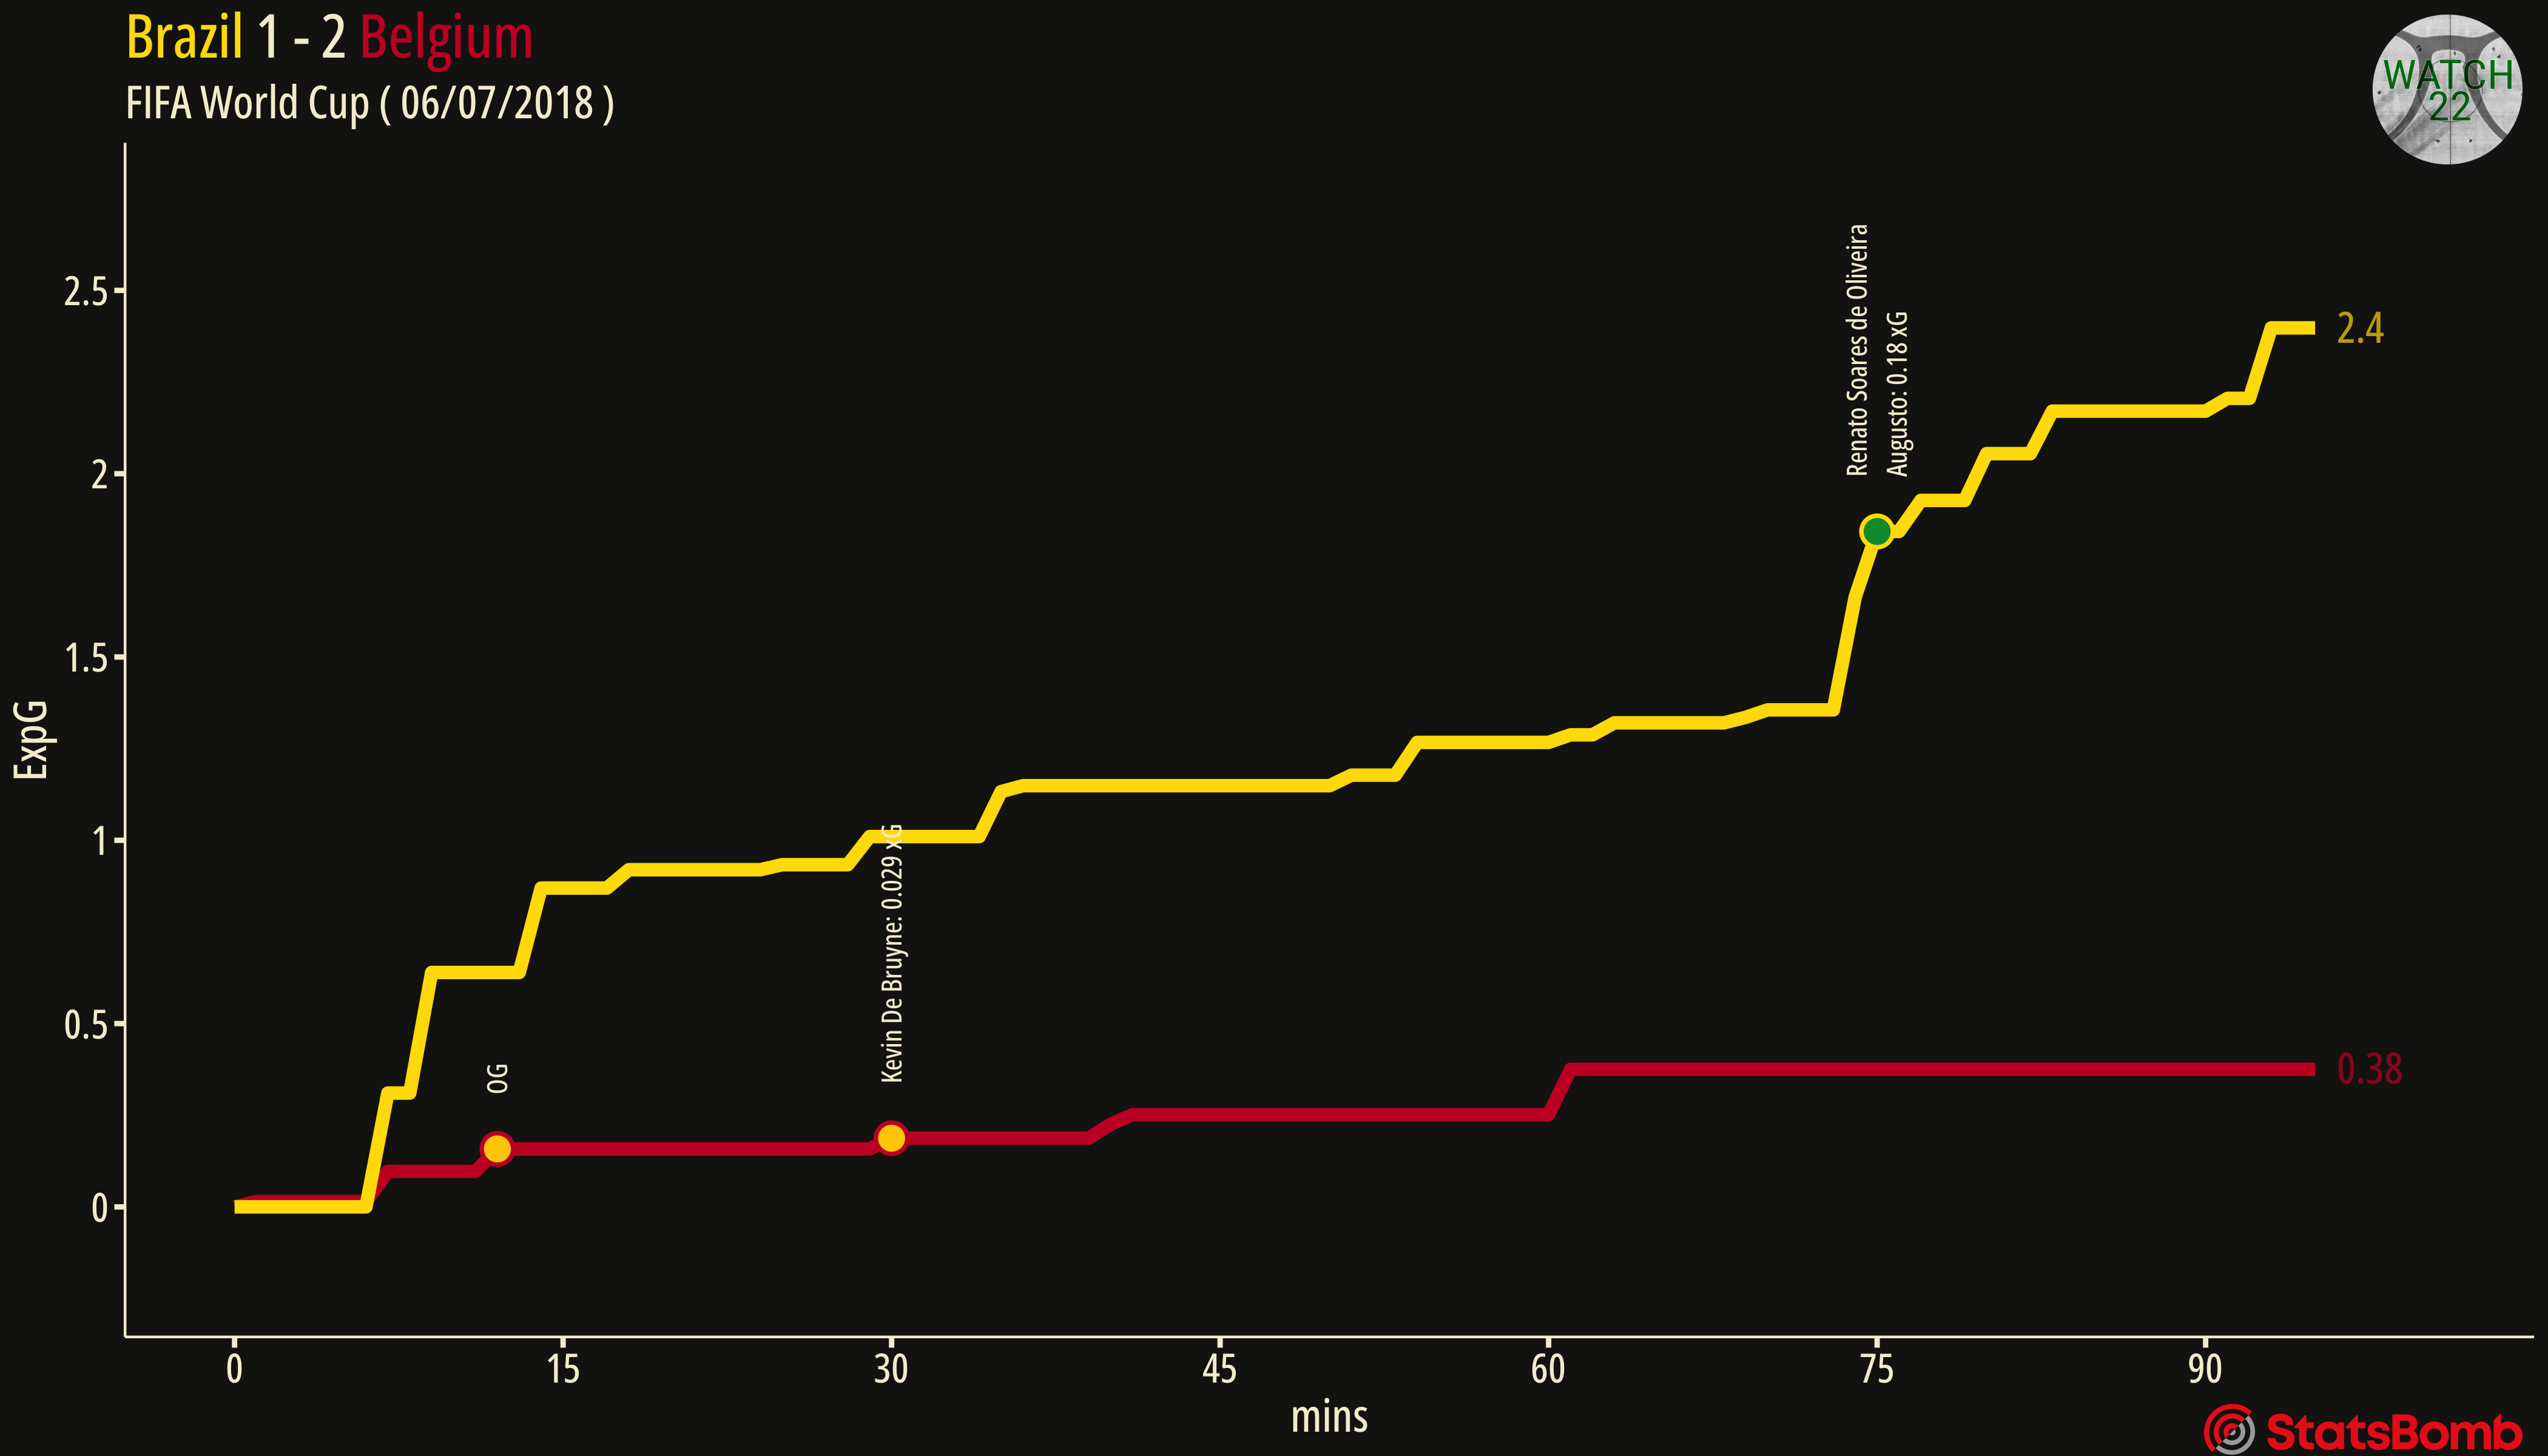 Brazil 1 - 2 Belgium
FIFA World Cup ( 06/07/2018 )
WATCH
22
ExpG
2.5
2
1.5
1
0.5
0
Renato Soares de Oliveira
Augusto: 0.18 xG
2.4
Kevin De Bruyne: 0.029 xG
OG
0.38
0
15
30
45
60
75
90
mins
StatsBomb